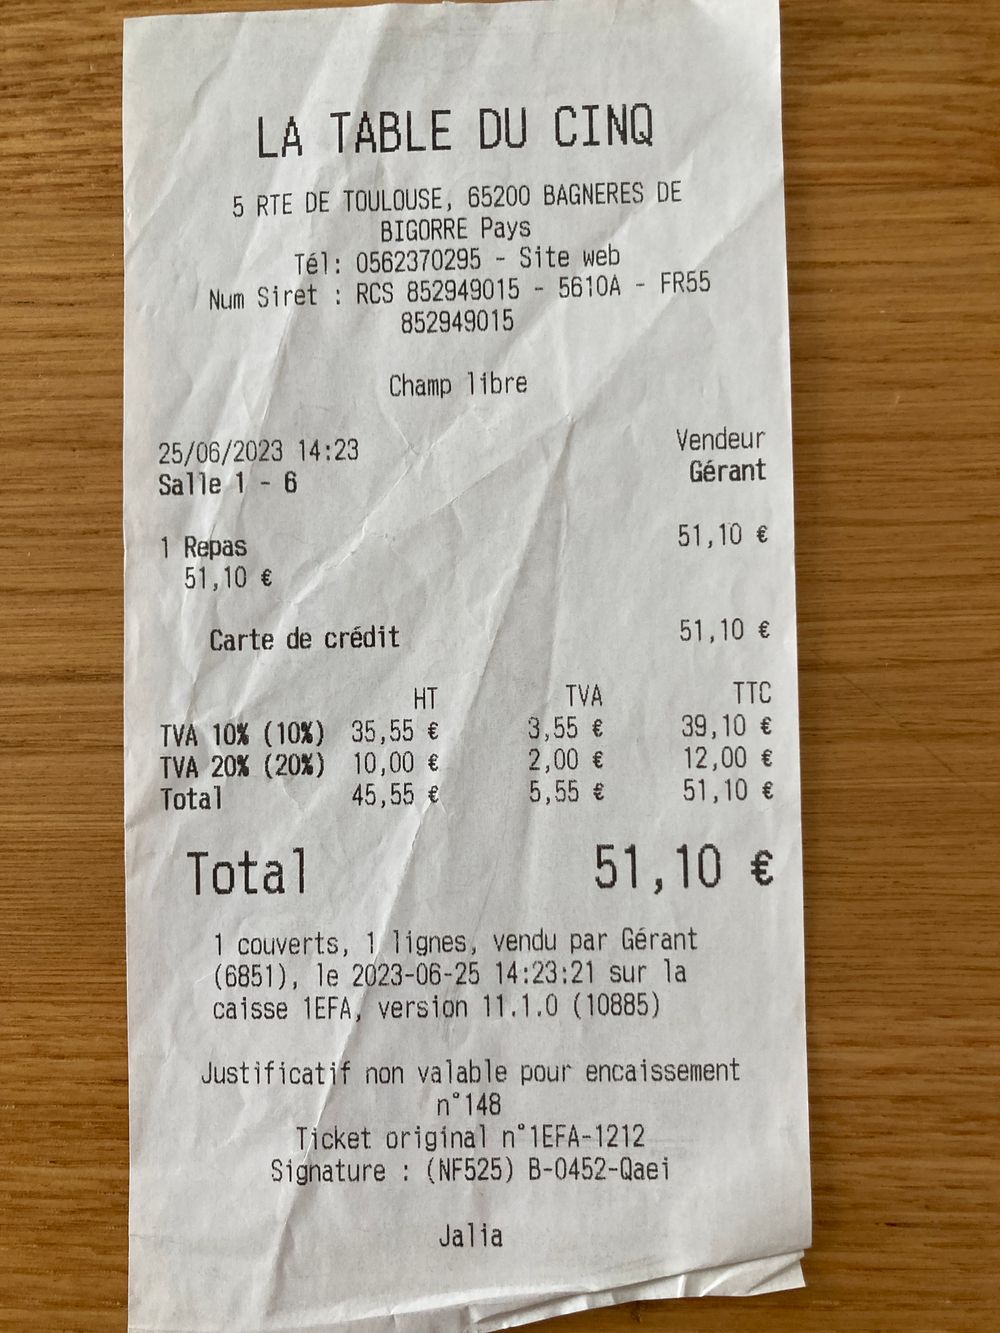 LA TABLE DU CINQ
5 RTE DE TOULOUSE, 65200 BAGNERES DE
BIGORRE Pays
Tél: 0562370295 - Site web
Num Siret : RCS 852949015 - 5610A - FR55
852949015
Champ libre
25/06/2023 14:23 Vendeur
Salle 1 - 6 Gérant
1 Repas 51,10 €
51,10 €
Carte de crédit 51,10 €
HT TVA TTC
TVA 10% (10%) 35,55 € 3,55 € 39,10 €
TVA 20% (20%) 10,00 € 2,00 € 12,00 €
Total 45,55 € 5,55 € 51,10 €
Total 51,10 €
1 couverts, 1 lignes, vendu par Gérant
(6851), le 2023-06-25 14:23:21 sur la
caisse 1EFA, version 11.1.0 (10885)
Justificatif non valable pour encaissement
n°148
Ticket original n°1EFA-1212
Signature : (NF525) B-0452-Qaei
Jalia